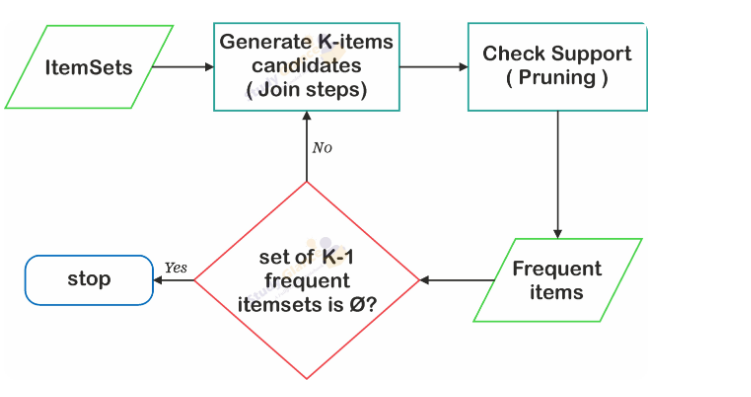 ItemSets
Generate K-items
candidates
( Join steps)
Check Support
( Pruning )
No
set of K-1
frequent
itemsets is Ø?
Yes
stop
Frequent
items